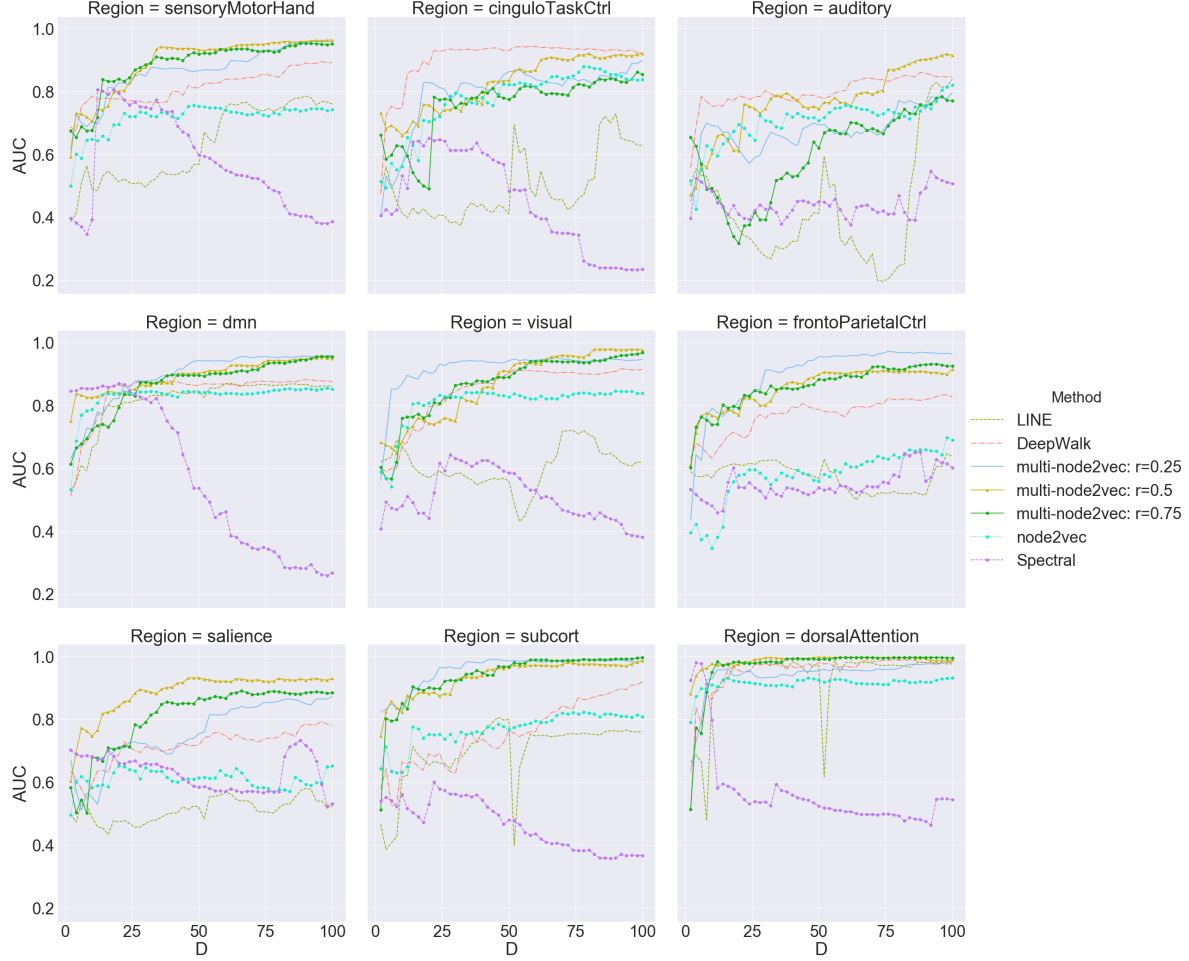 Region = sensoryMotorHand
Region = cinguloTaskCtrl
Region = auditory
1.0
0.8
0.6
0.4
0.2
AUC
Region = dmn
Region = visual
Region = frontoParietalCtrl
1.0
0.8
0.6
0.4
0.2
AUC
Method
LINE
DeepWalk
multi-node2vec: r=0.25
multi-node2vec: r=0.5
multi-node2vec: r=0.75
node2vec
Spectral
Region = salience
Region = subcort
Region = dorsalAttention
1.0
0.8
0.6
0.4
0.2
AUC
0 25 50 75 100
0 25 50 75 100
0 25 50 75 100
D
D
D